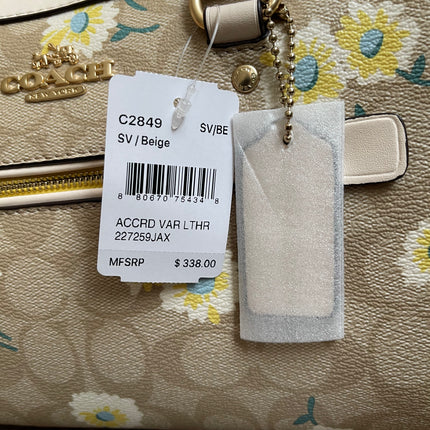 COACH
NEW YORK
C2849 SV/BE
SV / Beige
8 80670 75434 8
ACCRD VAR LTHR
227259JAX
MFSRP $ 338.00